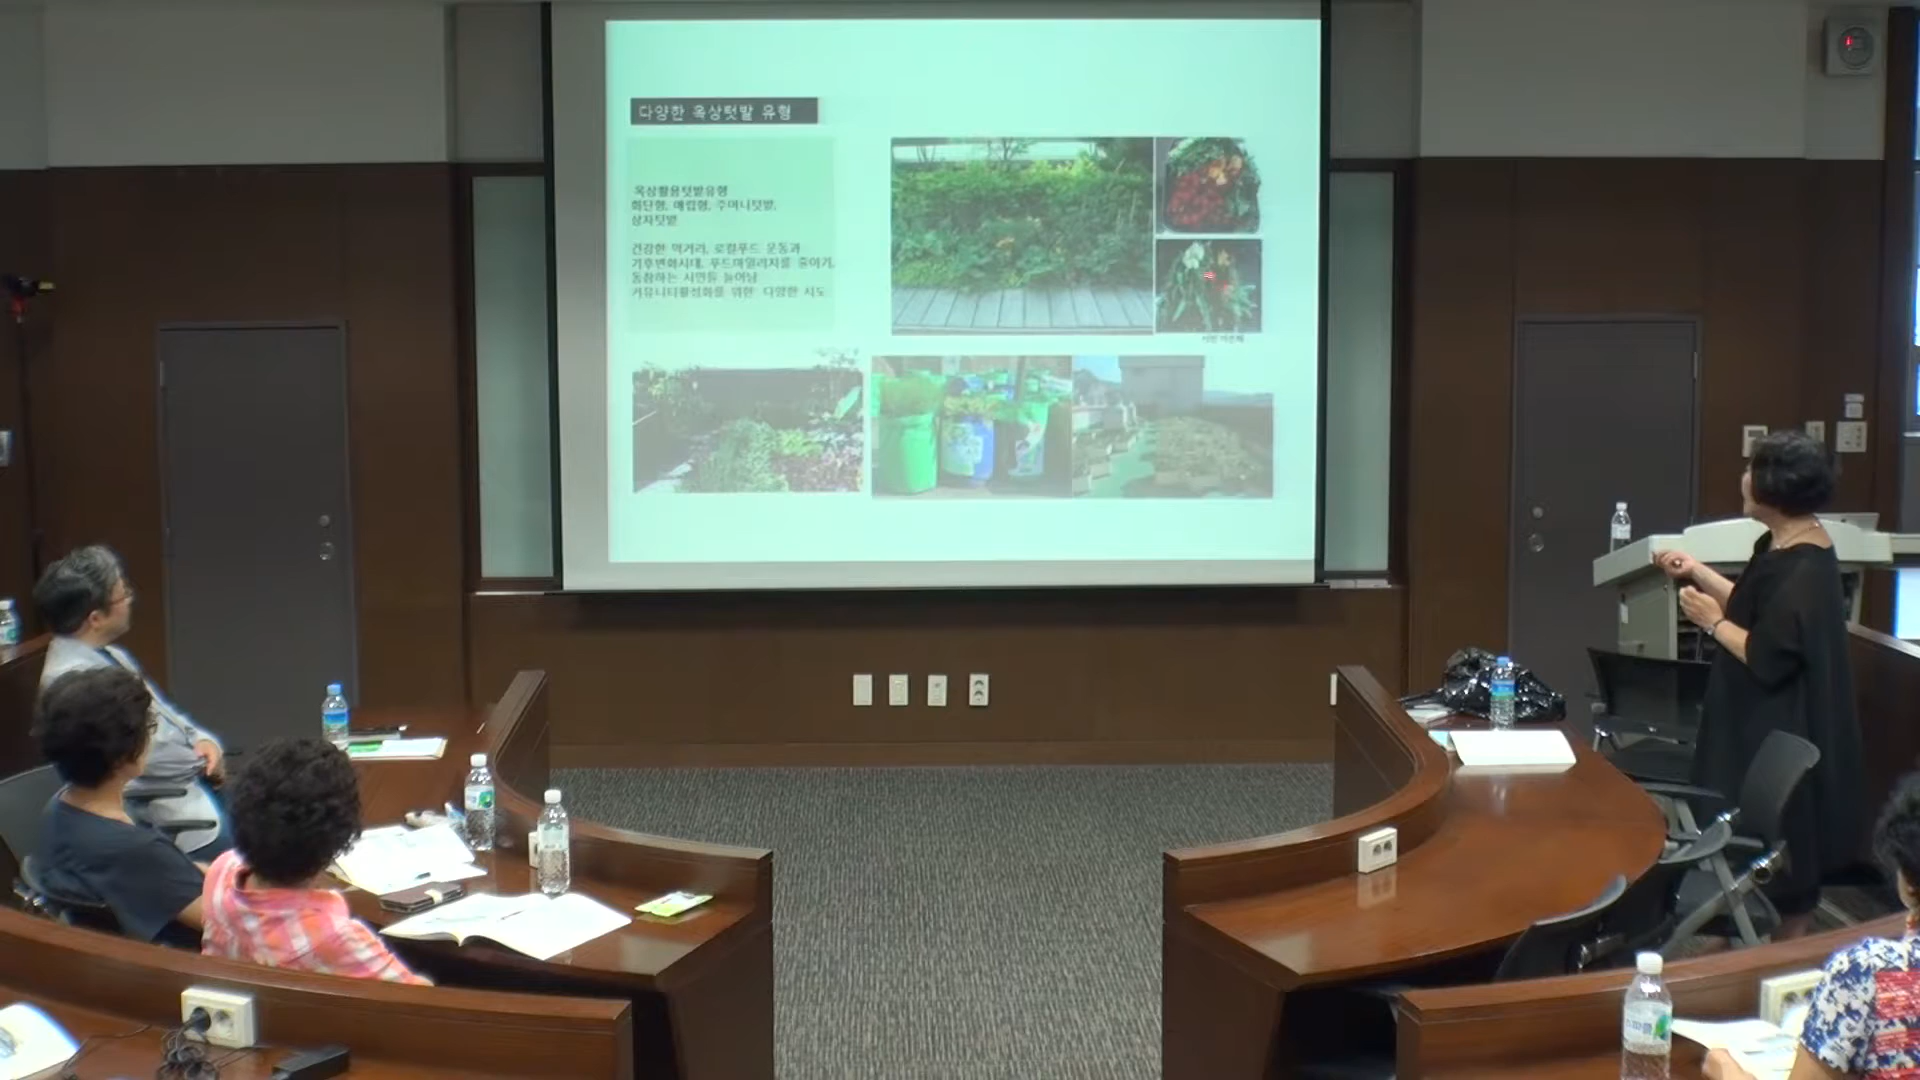 다양한 옥상텃밭 유형
옥상활용텃밭유형
화단형, 매립형, 주머니텃밭,
상자텃밭
건강한 먹거리, 로컬푸드 운동과
기후변화시대, 푸드마일리지를 줄이기,
동참하는 시민들 늘어남
커뮤니티활성화를 위한 다양한 시도